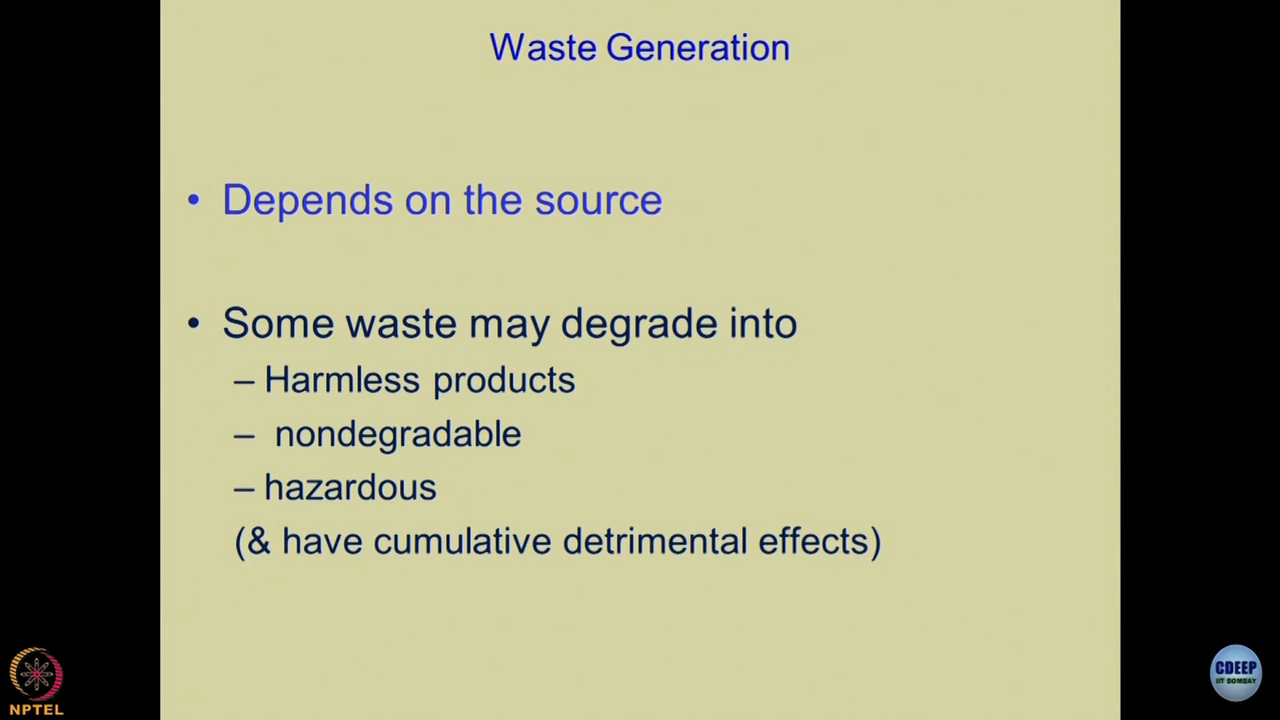 Waste Generation
• Depends on the source
• Some waste may degrade into
– Harmless products
– nondegradable
– hazardous
(& have cumulative detrimental effects)
NPTEL
CDEEP
IIT BOMBAY